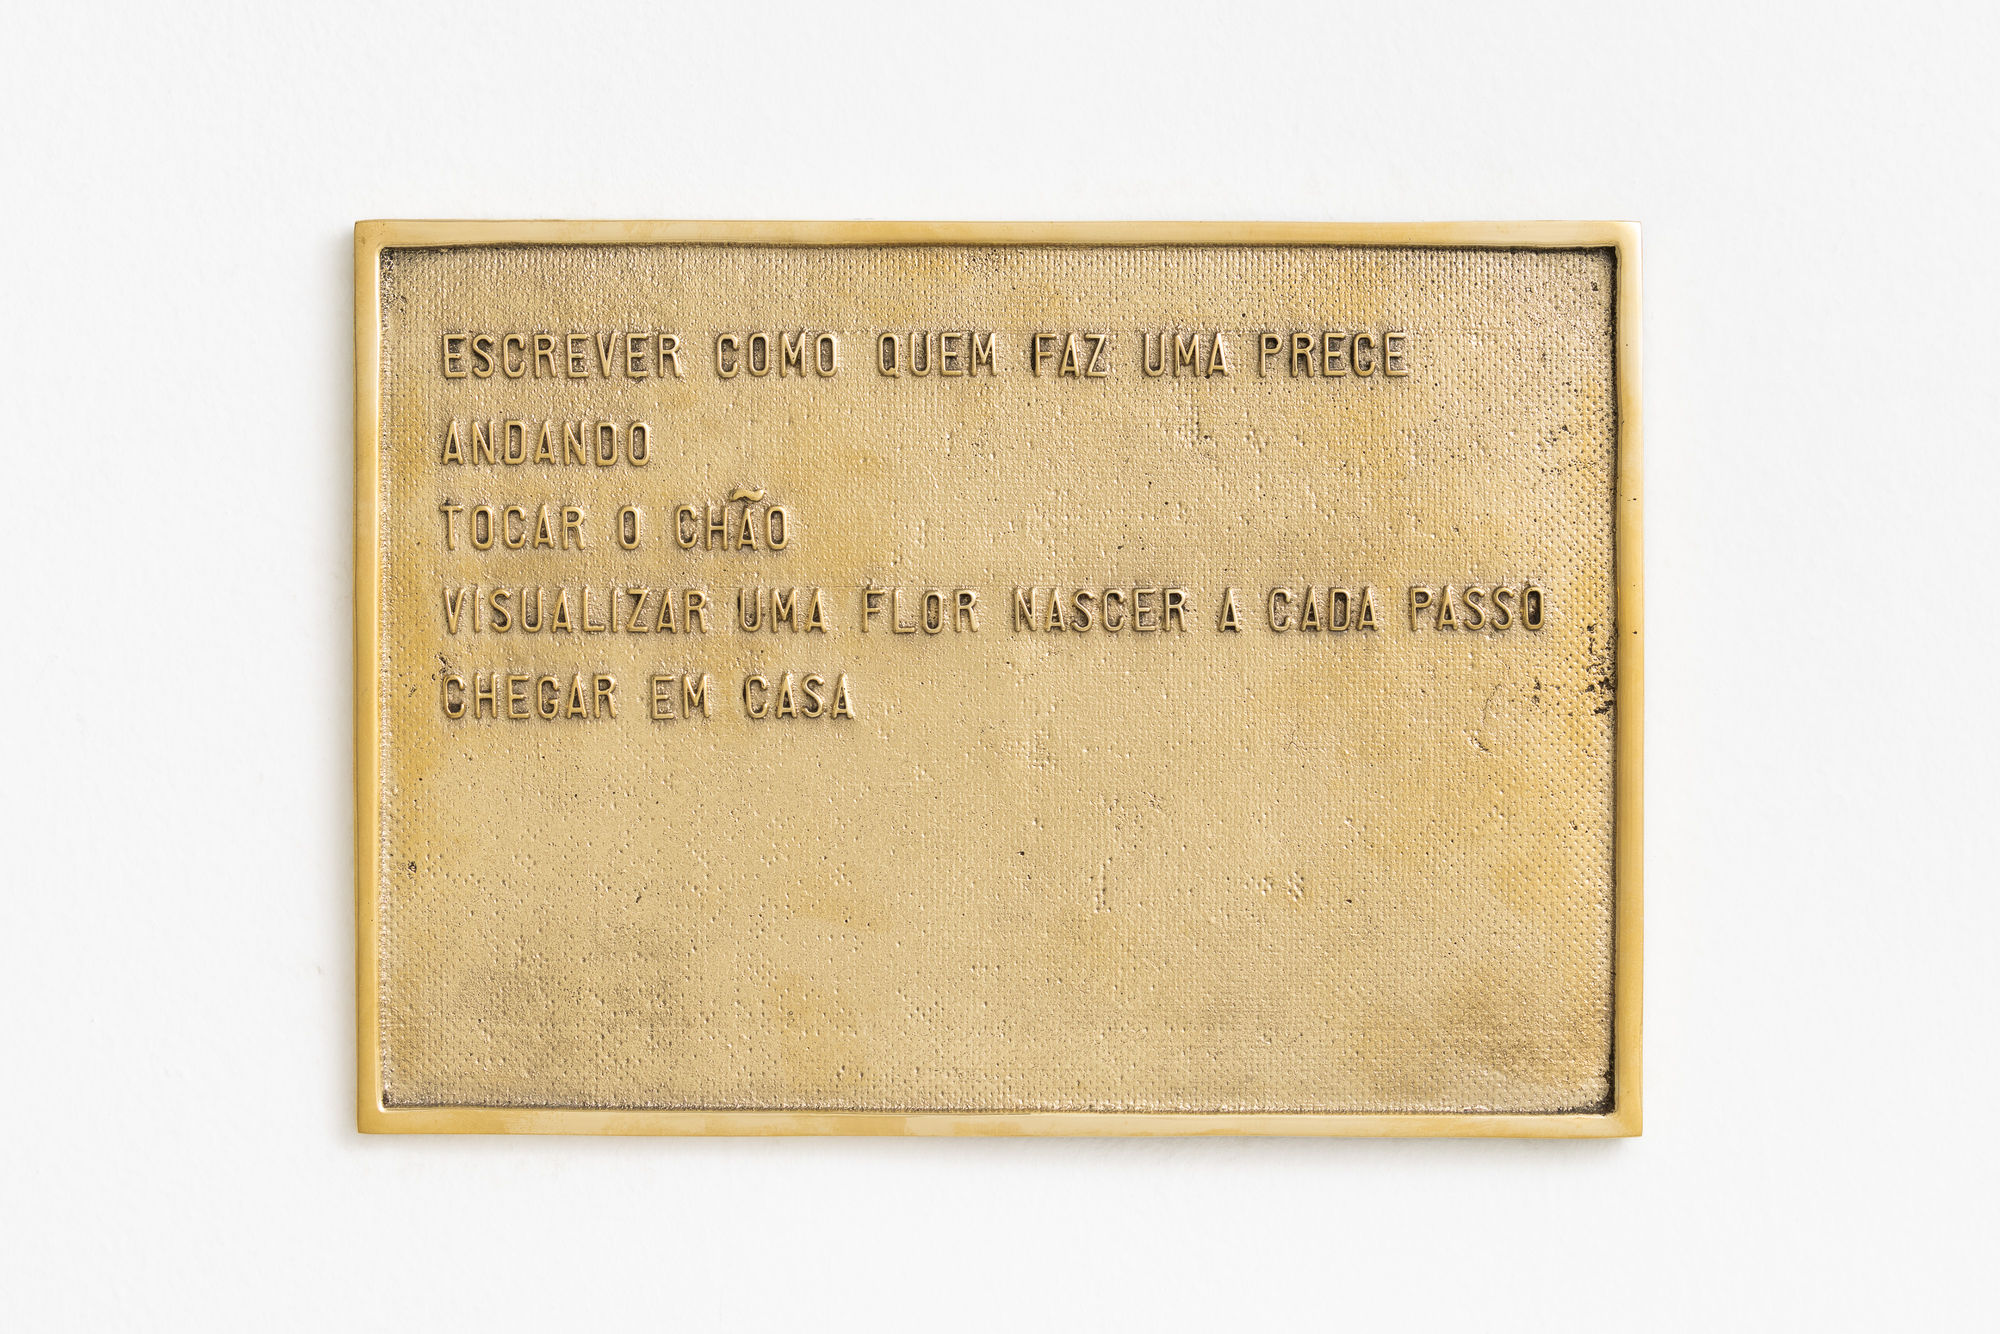 ESCREVER COMO QUEM FAZ UMA PRECE
ANDANDO
TOCAR O CHÃO
VISUALIZAR UMA FLOR NASCER A CADA PASSO
CHEGAR EM CASA